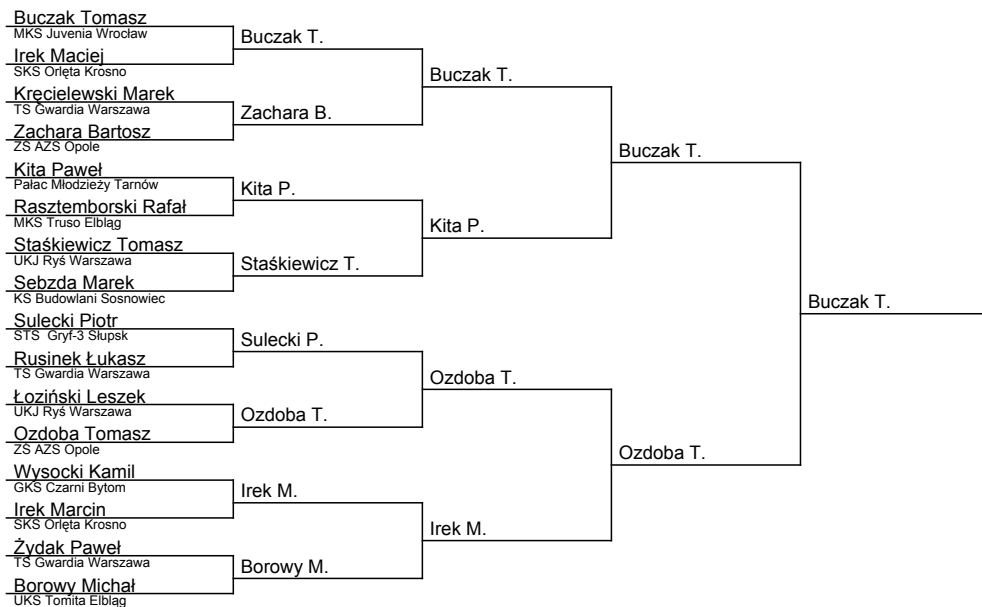 Buczak Tomasz
MKS Juvenia Wrocław
Irek Maciej
SKS Orlęta Krosno
Kręcielewski Marek
TS Gwardia Warszawa
Zachara Bartosz
ZS AZS Opole
Kita Paweł
Pałac Młodzieży Tarnów
Rasztemborski Rafał
MKS Truso Elbląg
Staśkiewicz Tomasz
UKJ Ryś Warszawa
Sebzda Marek
KS Budowlani Sosnowiec
Sulecki Piotr
STS Gryf-3 Słupsk
Rusinek Łukasz
TS Gwardia Warszawa
Łoziński Leszek
UKJ Ryś Warszawa
Ozdoba Tomasz
ZS AZS Opole
Wysocki Kamil
GKS Czarni Bytom
Irek Marcin
SKS Orlęta Krosno
Żydak Paweł
TS Gwardia Warszawa
Borowy Michał
UKS Tomita Elbląg
Buczak T.
Zachara B.
Kita P.
Staśkiewicz T.
Sulecki P.
Ozdoba T.
Irek M.
Borowy M.
Buczak T.
Kita P.
Ozdoba T.
Irek M.
Buczak T.
Ozdoba T.
Buczak T.